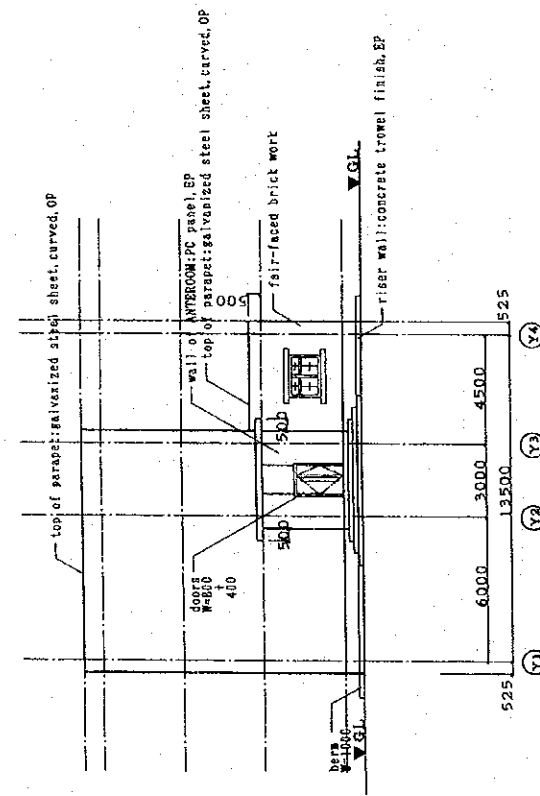 top of parapet:galvanized steel sheet, curved, OP
wall of ANTEROOM:PC panel, EP
top of parapet:galvanized steel sheet, curved, OP
500
fair-faced brick work
▼ GL
riser wall:concrete trowel finish, EP
500
500
doors
W=800
+
400
berm
W=1000
▼ GL
525
6000
3000
4500
525
13500
Y1
Y2
Y3
Y4